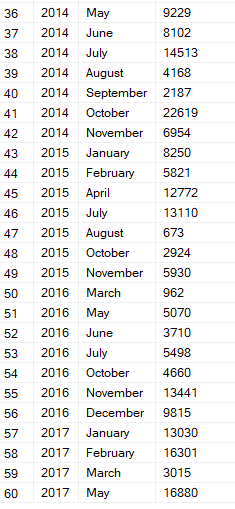 36 2014 May 9229
37 2014 June 8102
38 2014 July 14513
39 2014 August 4168
40 2014 September 2187
41 2014 October 22619
42 2014 November 6954
43 2015 January 8250
44 2015 February 5821
45 2015 April 12772
46 2015 July 13110
47 2015 August 673
48 2015 October 2924
49 2015 November 5930
50 2016 March 962
51 2016 May 5070
52 2016 June 3710
53 2016 July 5498
54 2016 October 4660
55 2016 November 13441
56 2016 December 9815
57 2017 January 13030
58 2017 February 16301
59 2017 March 3015
60 2017 May 16880